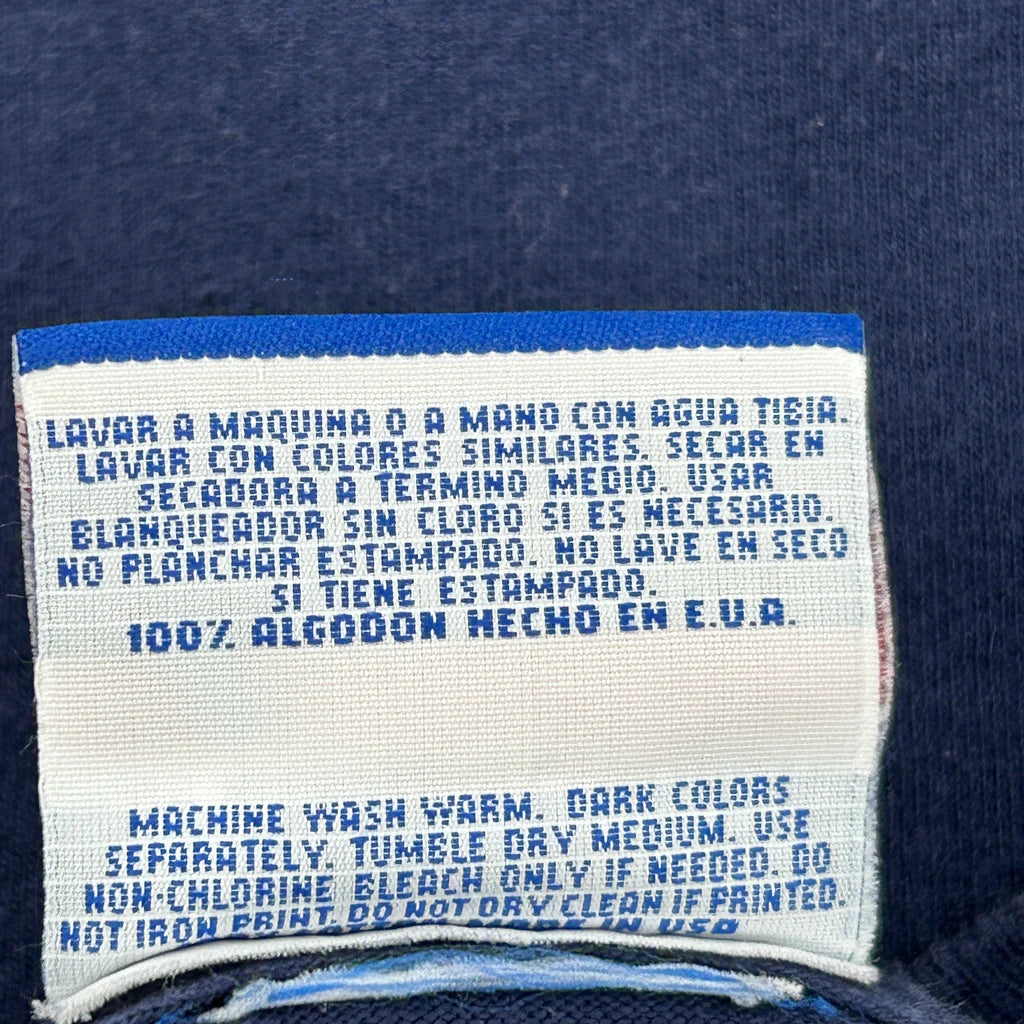 LAVAR A MAQUINA O A MANO CON AGUA TIBIA.
LAVAR CON COLORES SIMILARES. SECAR EN
SECADORA A TERMINO MEDIO. USAR
BLANQUEADOR SIN CLORO SI ES NECESARIO.
NO PLANCHAR ESTAMPADO. NO LAVE EN SECO
SI TIENE ESTAMPADO.
100% ALGODON HECHO EN E.U.A.
MACHINE WASH WARM. DARK COLORS
SEPARATELY. TUMBLE DRY MEDIUM. USE
NON-CHLORINE BLEACH ONLY IF NEEDED. DO
NOT IRON PRINT. DO NOT DRY CLEAN IF PRINTED.
IN USA